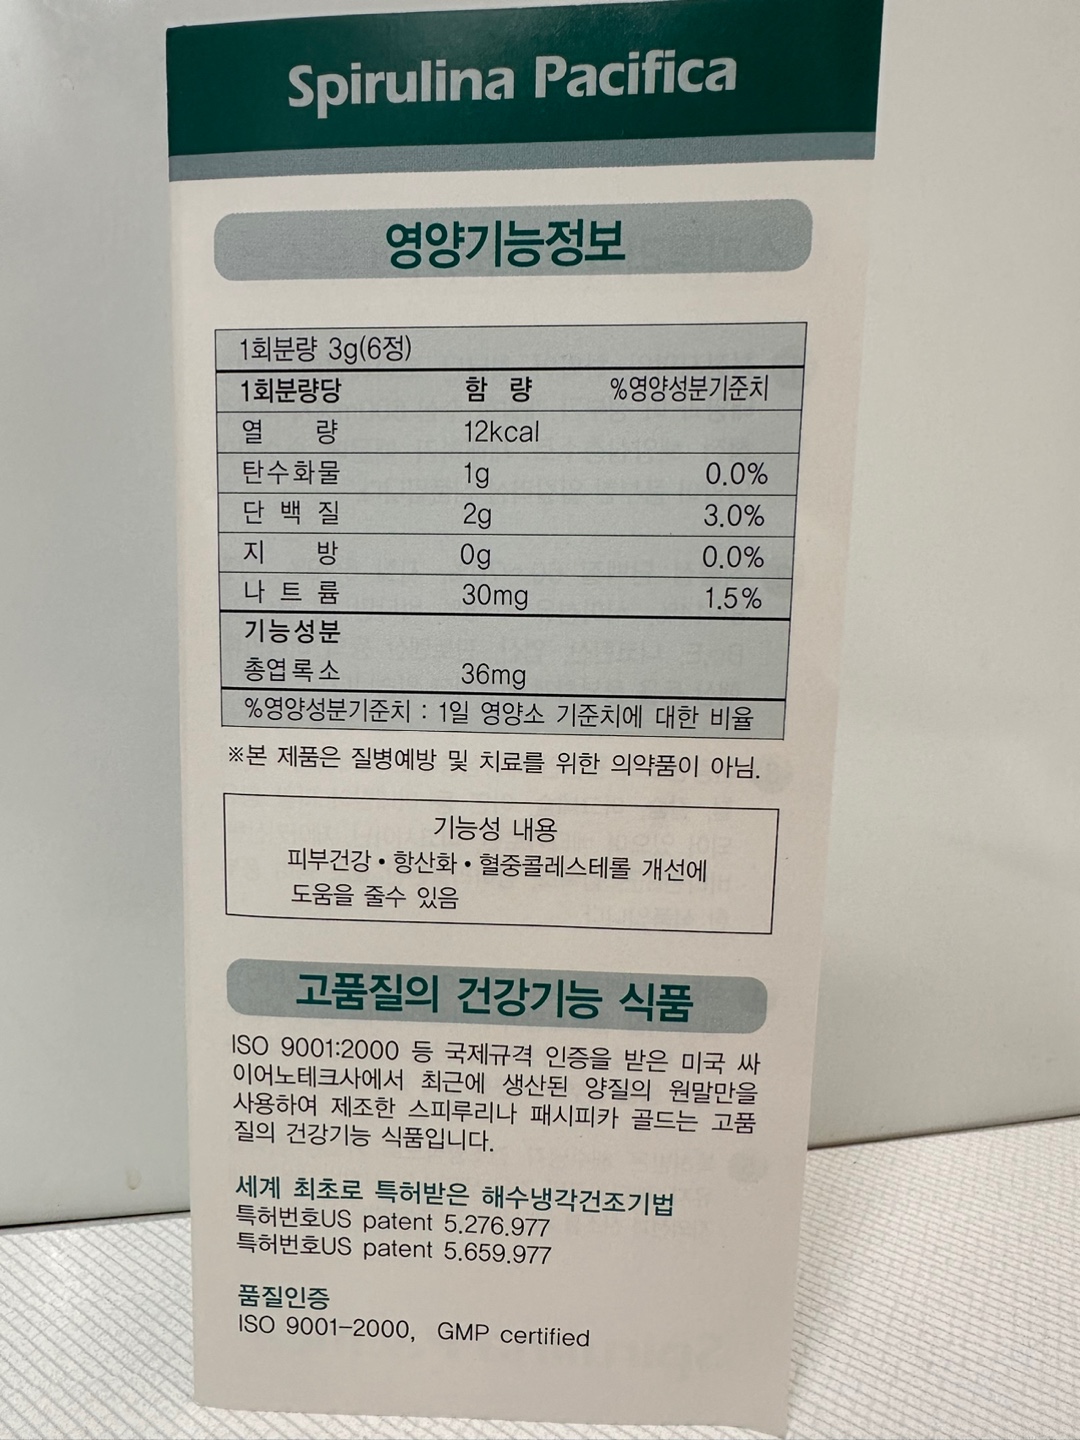 Spirulina Pacifica
영양기능정보
1회분량 3g(6정)
1회분량당 함 량 %영양성분기준치
열 량 12kcal
탄수화물 1g 0.0%
단 백 질 2g 3.0%
지 방 0g 0.0%
나 트 륨 30mg 1.5%
기능성분
총엽록소 36mg
%영양성분기준치 : 1일 영양소 기준치에 대한 비율
※본 제품은 질병예방 및 치료를 위한 의약품이 아님.
기능성 내용
피부건강·항산화·혈중콜레스테롤 개선에
도움을 줄수 있음
고품질의 건강기능 식품
ISO 9001:2000 등 국제규격 인증을 받은 미국 싸
이어노테크사에서 최근에 생산된 양질의 원말만을
사용하여 제조한 스피루리나 패시피카 골드는 고품
질의 건강기능 식품입니다.
세계 최초로 특허받은 해수냉각건조기법
특허번호US patent 5.276.977
특허번호US patent 5.659.977
품질인증
ISO 9001-2000, GMP certified